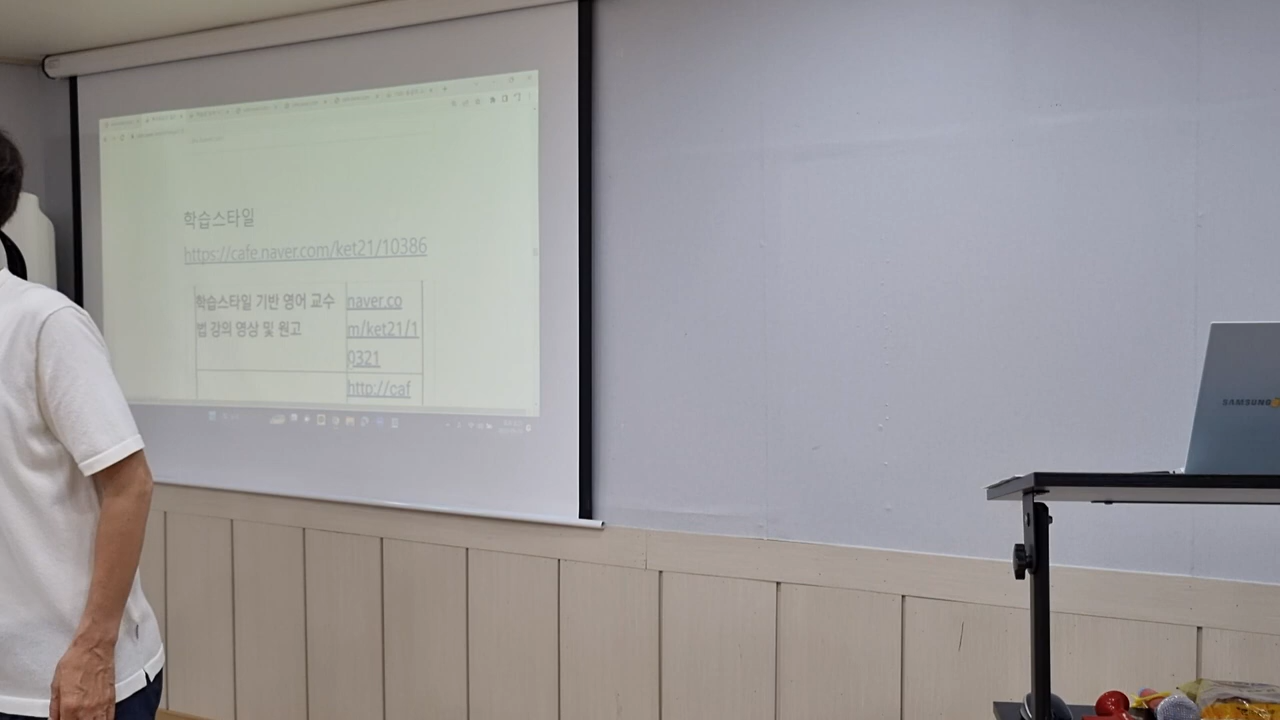 학습스타일
https://cafe.naver.com/ket21/10386
학습스타일 기반 영어 교수
법 강의 영상 및 원고
naver.co
m/ket21/1
0321
http://caf
SAMSUNG